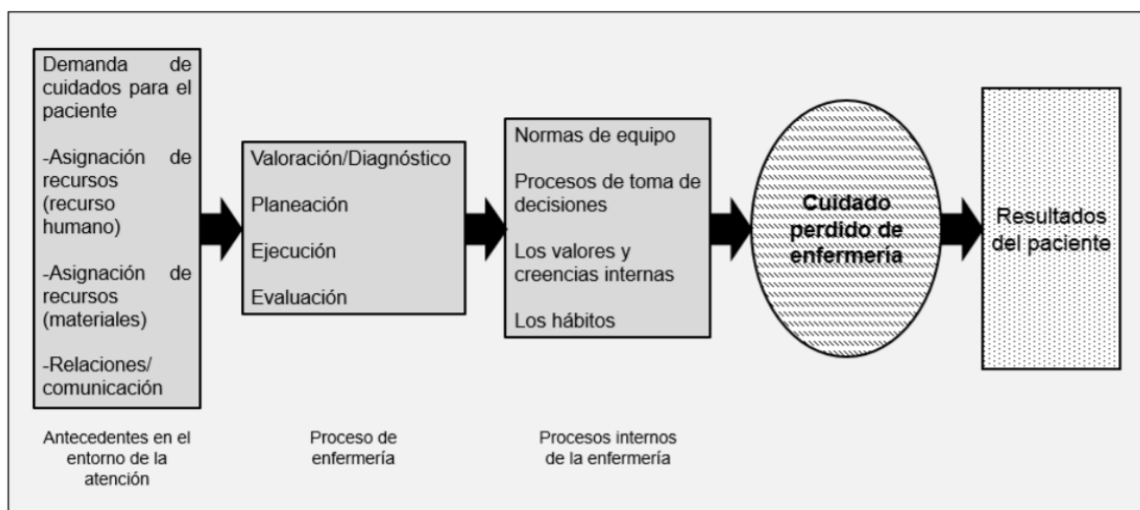 Demanda de
cuidados para el
paciente
-Asignación de
recursos
(recurso
humano)
-Asignación de
recursos
(materiales)
-Relaciones/
comunicación
Antecedentes en el
entorno de la
atención
Valoración/Diagnóstico
Planeación
Ejecución
Evaluación
Proceso de
enfermería
Normas de equipo
Procesos de toma de
decisiones
Los valores y
creencias internas
Los hábitos
Procesos internos
de la enfermería
Cuidado
perdido de
enfermería
Resultados
del paciente